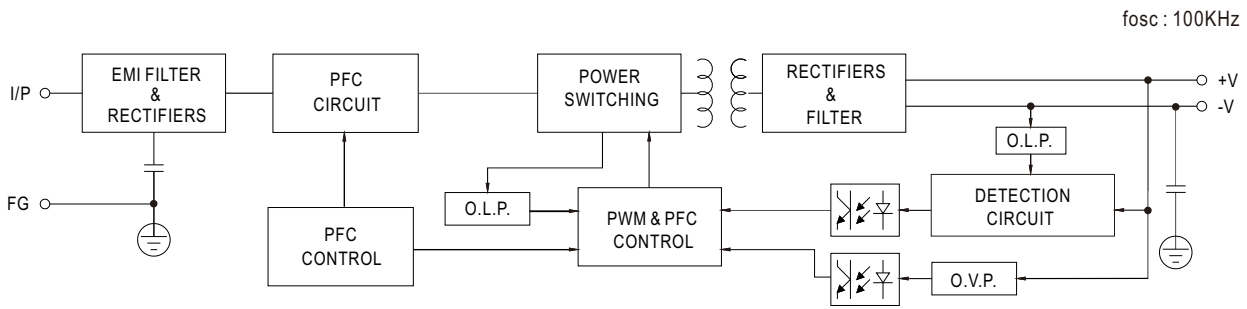 fosc : 100KHz
I/P
EMI FILTER
&
RECTIFIERS
PFC
CIRCUIT
POWER
SWITCHING
RECTIFIERS
&
FILTER
+V
-V
O.L.P.
FG
O.L.P.
PFC
CONTROL
PWM & PFC
CONTROL
DETECTION
CIRCUIT
O.V.P.